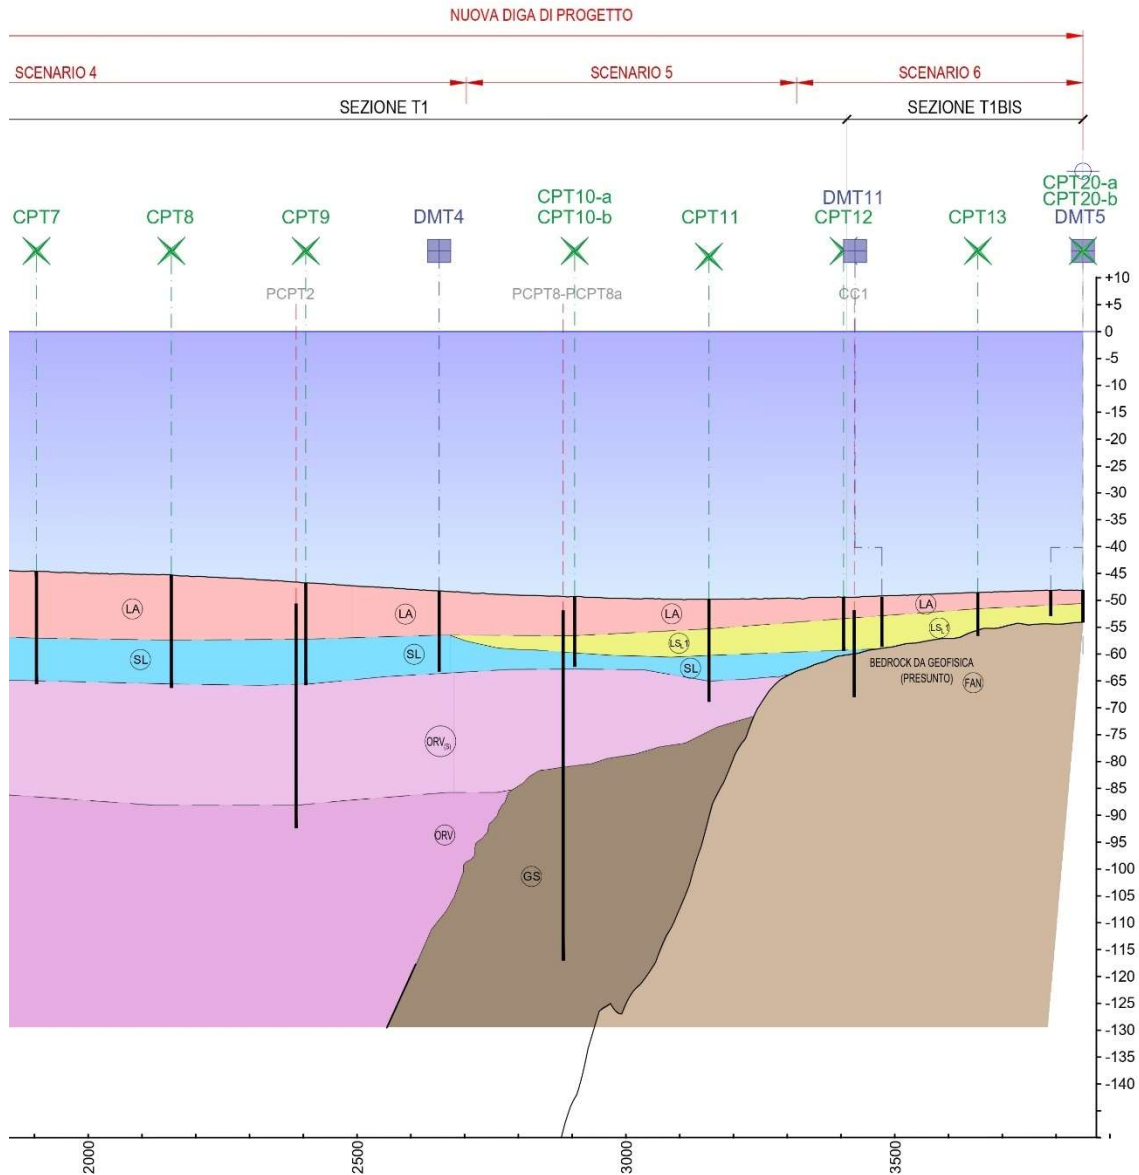 NUOVA DIGA DI PROGETTO
SCENARIO 4
SCENARIO 5
SCENARIO 6
SEZIONE T1
SEZIONE T1BIS
CPT7
CPT8
CPT9
DMT4
CPT10-a
CPT10-b
CPT11
DMT11
CPT12
CPT13
CPT20-a
CPT20-b
DMT5
PCPT2
PCPT8-PCPT8a
CC1
+10
+5
0
-5
-10
-15
-20
-25
-30
-35
-40
-45
-50
-55
-60
-65
-70
-75
-80
-85
-90
-95
-100
-105
-110
-115
-120
-125
-130
-135
-140
LA
LA
LA
LA
SL
SL
SL
LSL1
LSL1
BEDROCK DA GEOFISICA
(PRESUNTO)
FAN
ORV(S)
ORV
GS
2000
2500
3000
3500